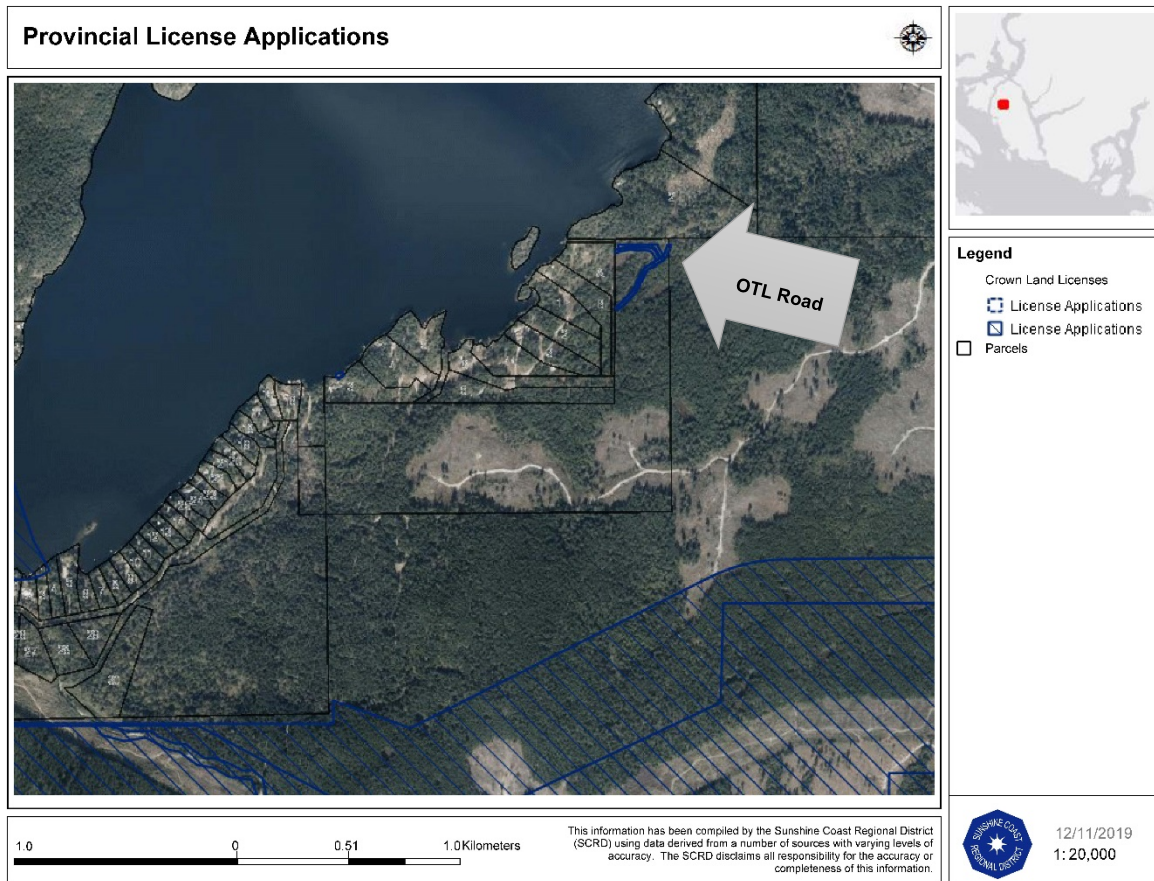 Provincial License Applications
OTL Road
Legend
Crown Land Licenses
License Applications
License Applications
Parcels
1.0
0
0.51
1.0 Kilometers
This information has been compiled by the Sunshine Coast Regional District
(SCRD) using data derived from a number of sources with varying levels of
accuracy. The SCRD disclaims all responsibility for the accuracy or
completeness of this information.
SUNSHINE COAST
REGIONAL DISTRICT
12/11/2019
1: 20,000